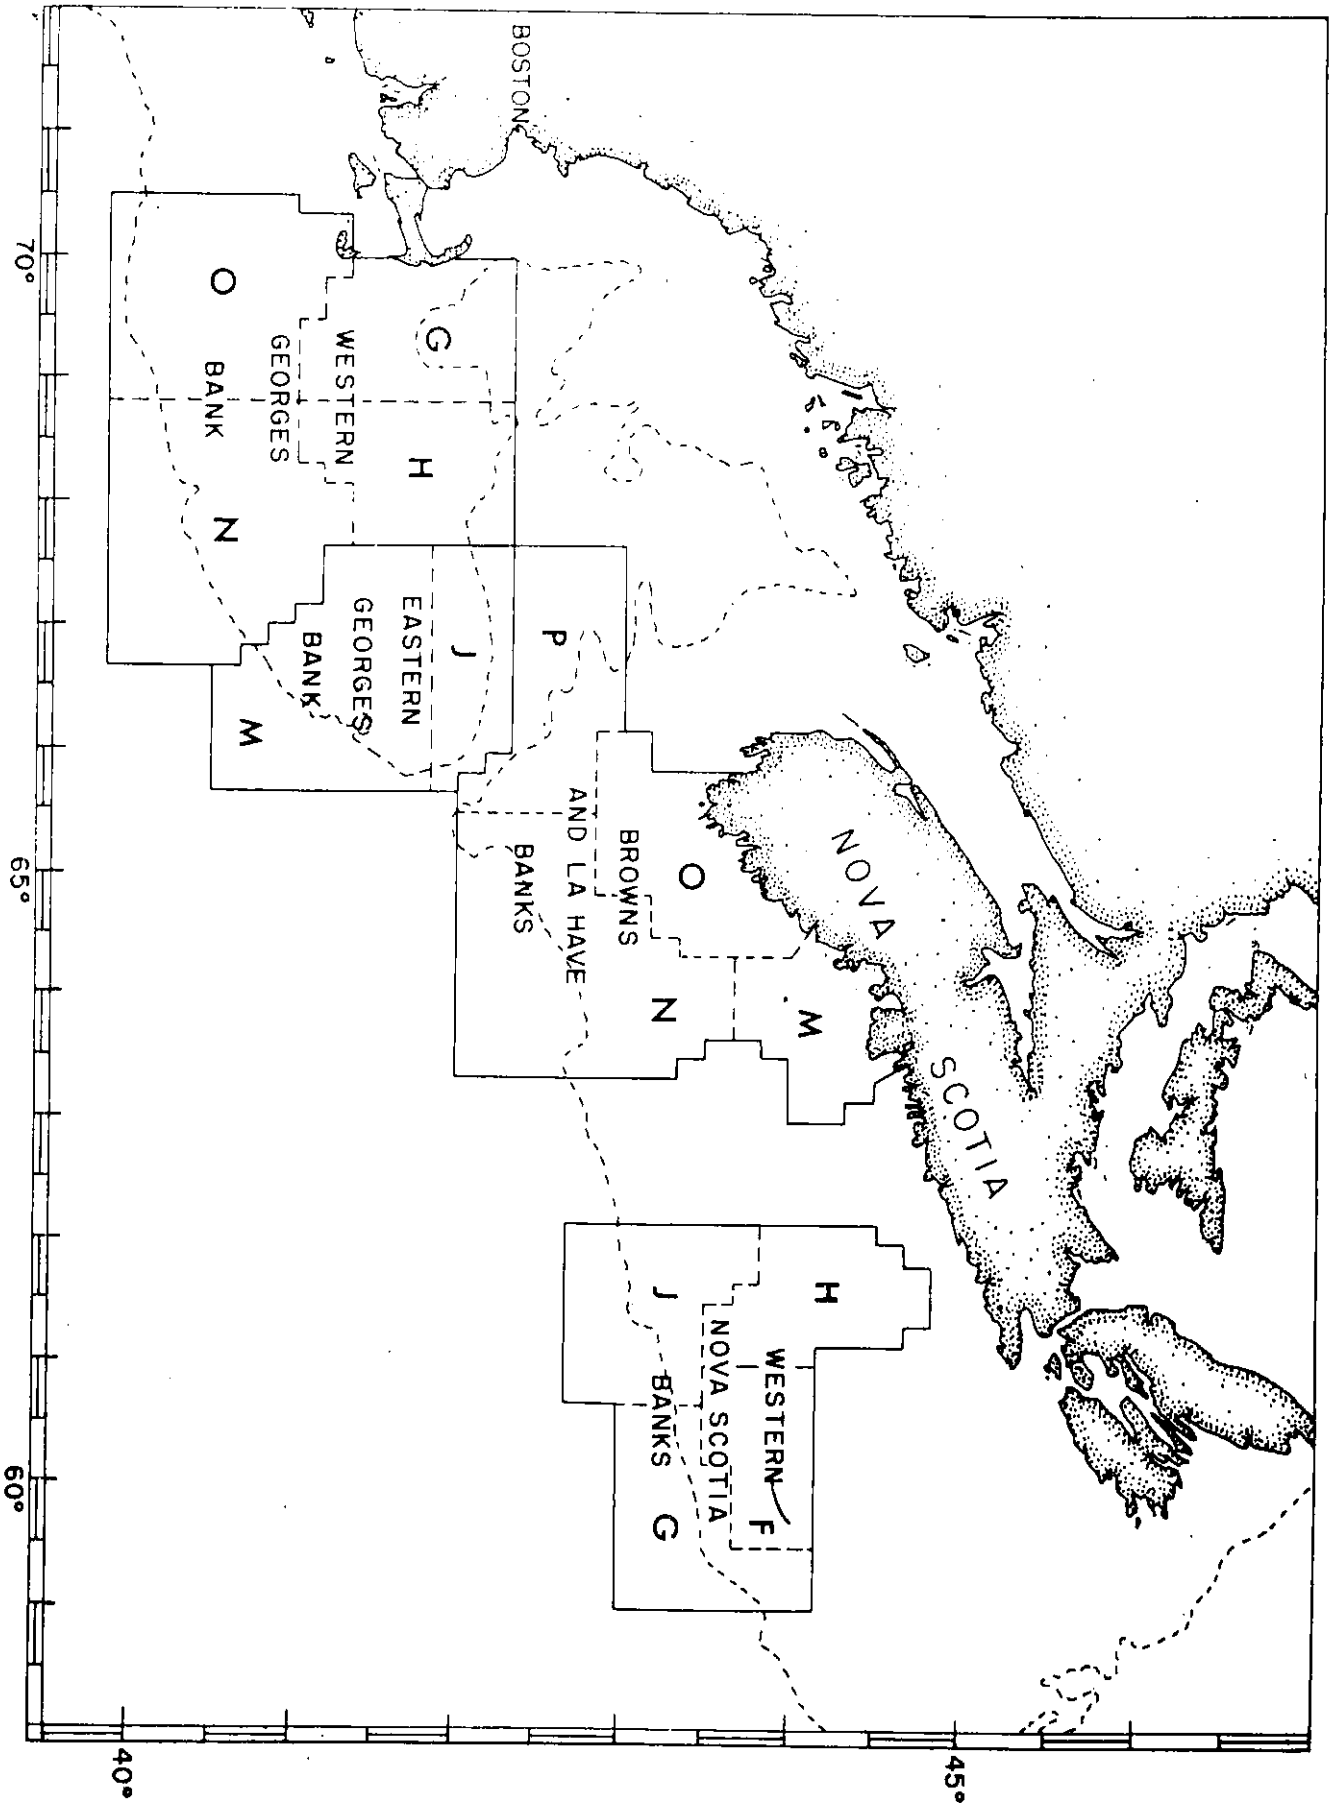 BOSTON
NOVA
SCOTIA
G
H
WESTERN
GEORGES
BANK
O
N
P
J
EASTERN
GEORGES
BANK
M
O
M
BROWNS
AND LA HAVE
BANKS
N
H
WESTERN
F
NOVA SCOTIA
BANKS
J
G
70°
65°
60°
40°
45°